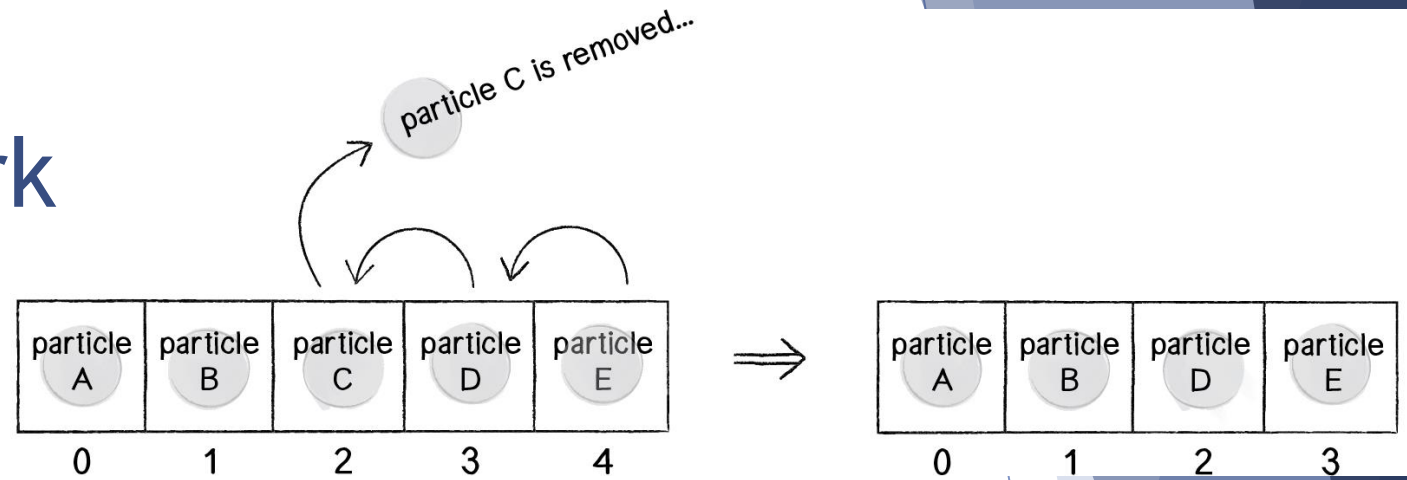 particle C is removed...
rk
particle particle particle particle particle
A B C D E
0 1 2 3 4
particle particle particle particle
A B D E
0 1 2 3